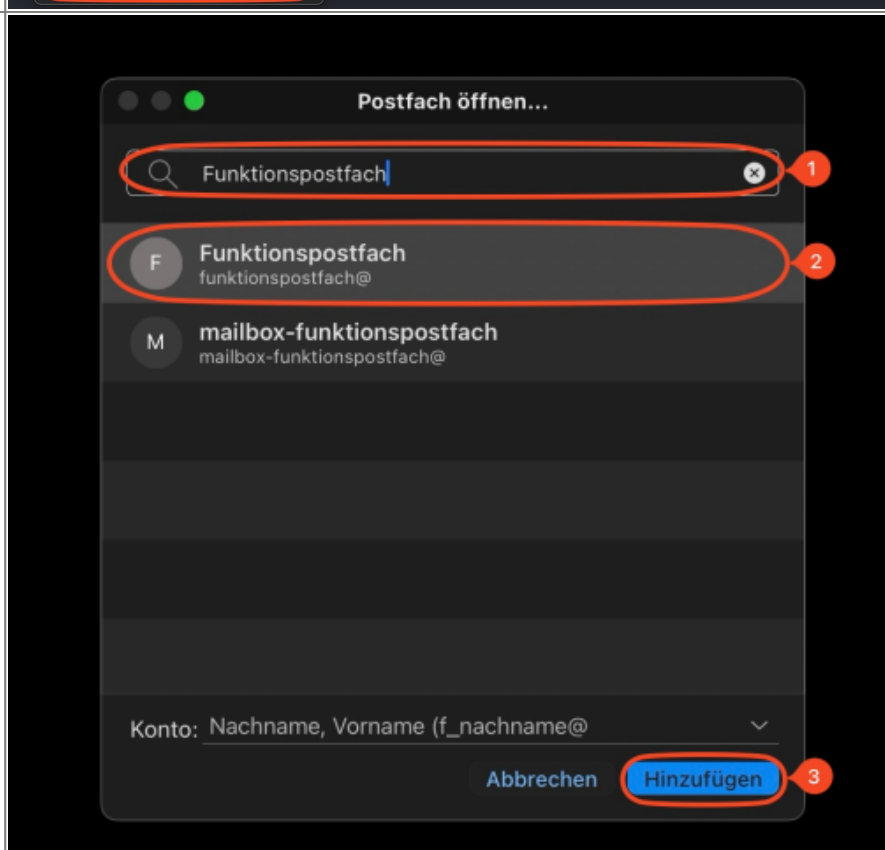 Postfach öffnen...
Funktionspostfach
1
F
Funktionspostfach
funktionspostfach@
2
M
mailbox-funktionspostfach
mailbox-funktionspostfach@
Konto: Nachname, Vorname (f_nachname@
Abbrechen
Hinzufügen
3